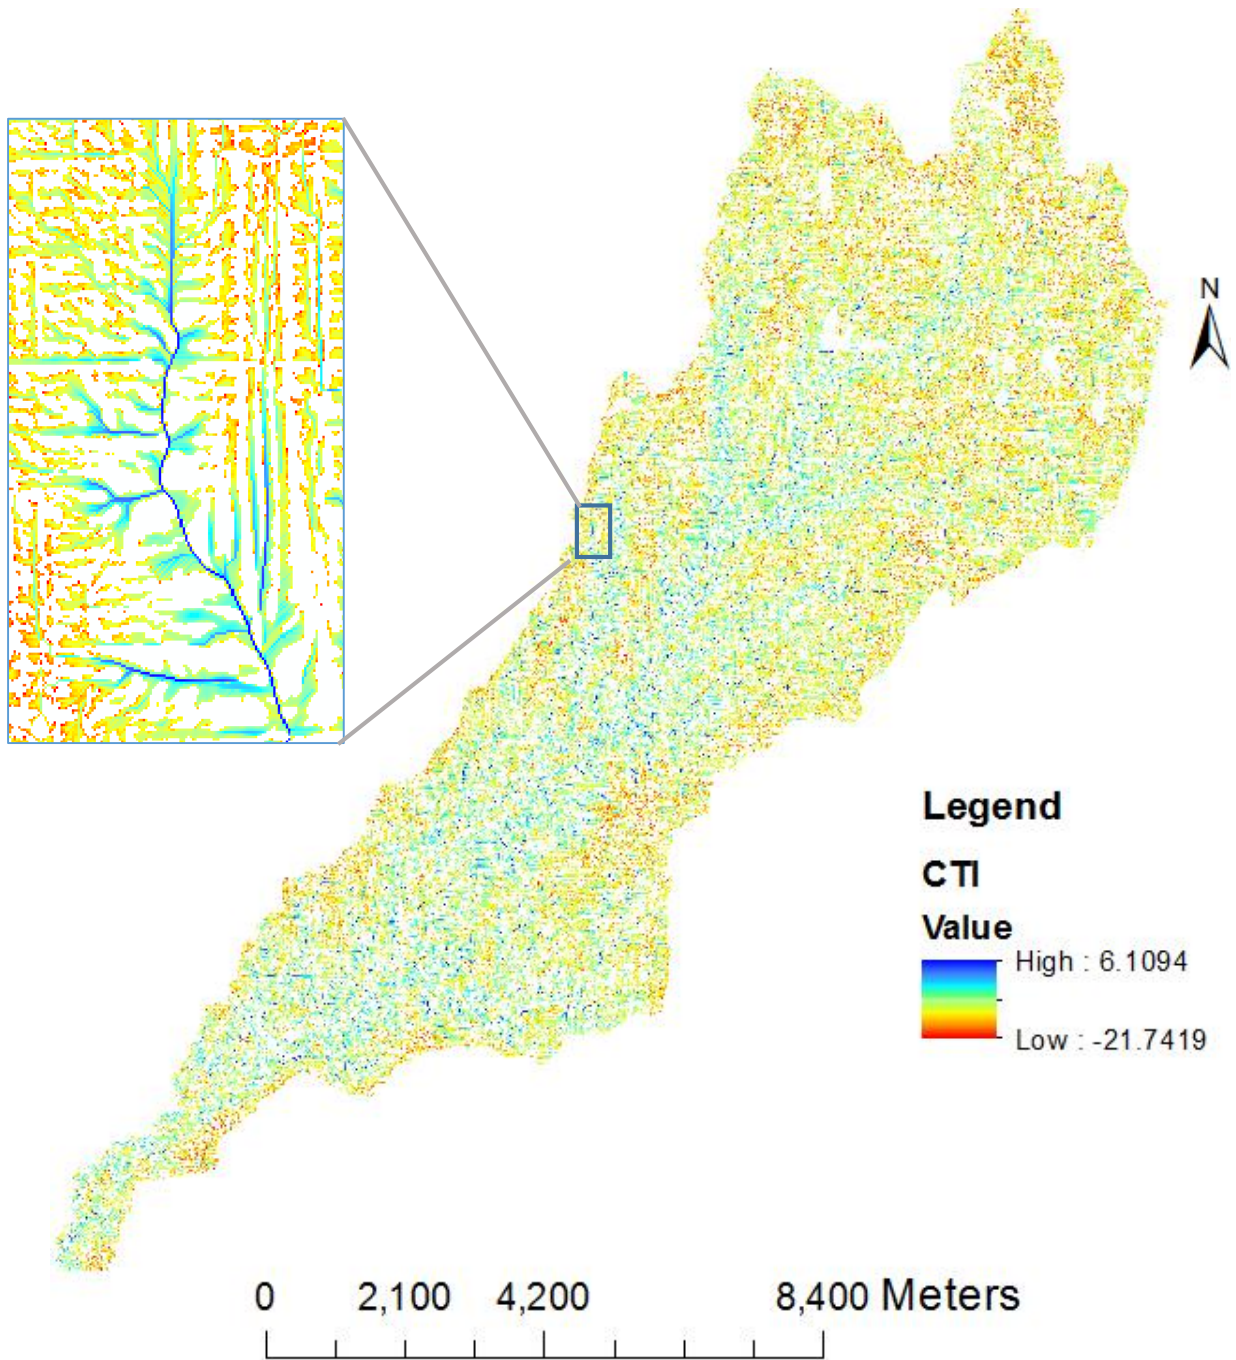 N
Legend
CTI
Value
High : 6.1094
Low : -21.7419
0 2,100 4,200 8,400 Meters